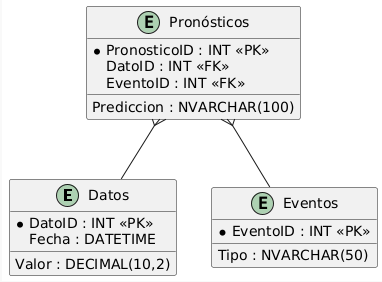 E Pronósticos
PronosticoID : INT «PK»
DatoID : INT «FK»
EventoID : INT «FK»
Prediccion : NVARCHAR(100)
E Datos
DatoID : INT «PK»
Fecha : DATETIME
Valor : DECIMAL(10,2)
E Eventos
EventoID : INT «PK»
Tipo : NVARCHAR(50)